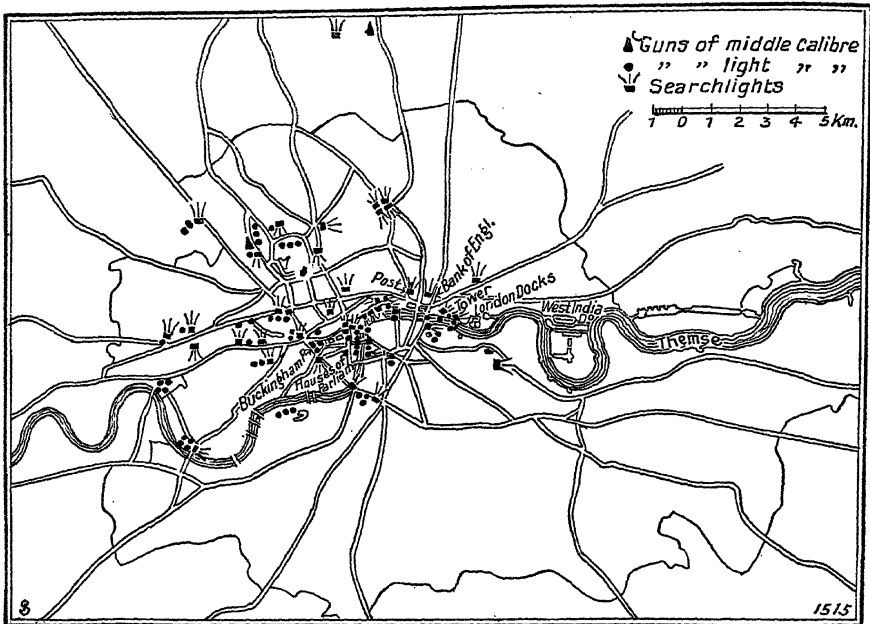 Guns of middle Calibre
" " light " "
Searchlights
1 0 1 2 3 4 5 Km.
Post
Bank of Engl.
Tower
London Docks
West India
D.
Themse
Buckingham P.
Houses of
Parliam.
1515